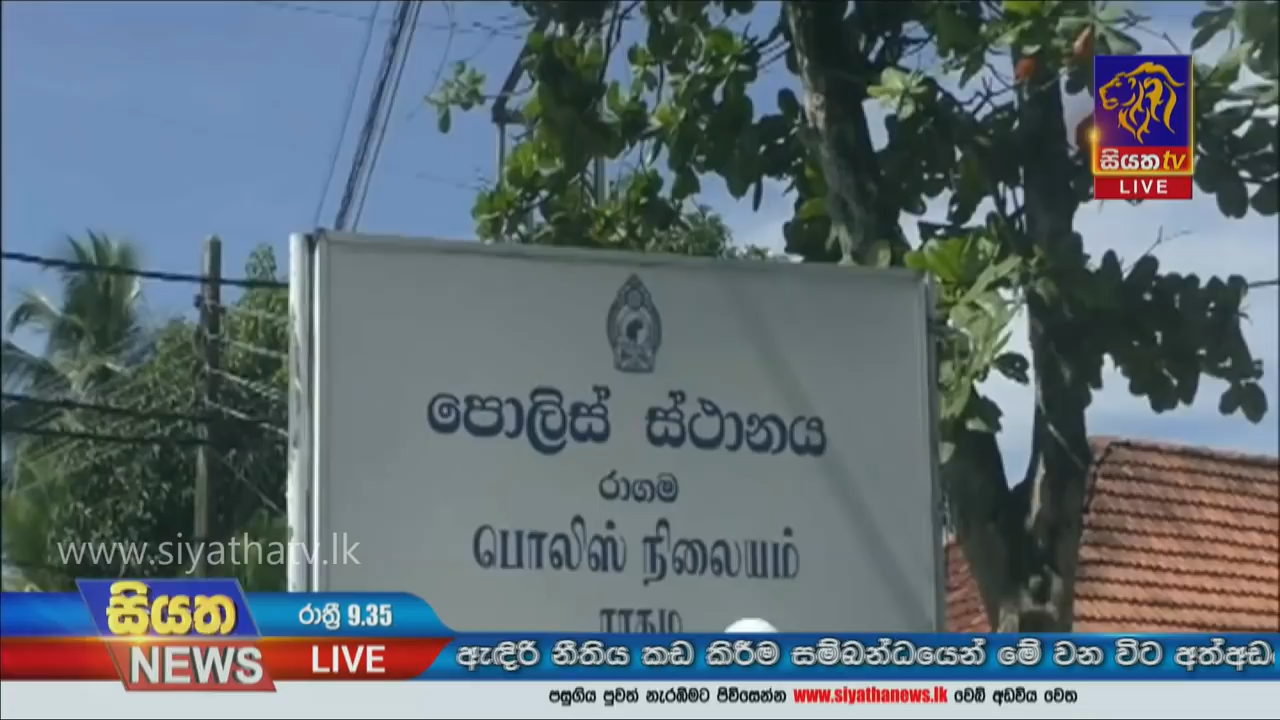 සියත tv
LIVE
පොලිස් ස්ථානය
රාගම
பொலிஸ் நிலையம்
www.siyathatv.lk
සියත
NEWS
රාත්‍රී 9.35
LIVE
ඇඳිරි නීතිය කඩ කිරීම සම්බන්ධයෙන් මේ වන විට අත්අඩං
පසුගිය පුවත් නැරඹීමට පිවිසෙන්න www.siyathanews.lk වෙබ් අඩවිය වෙත